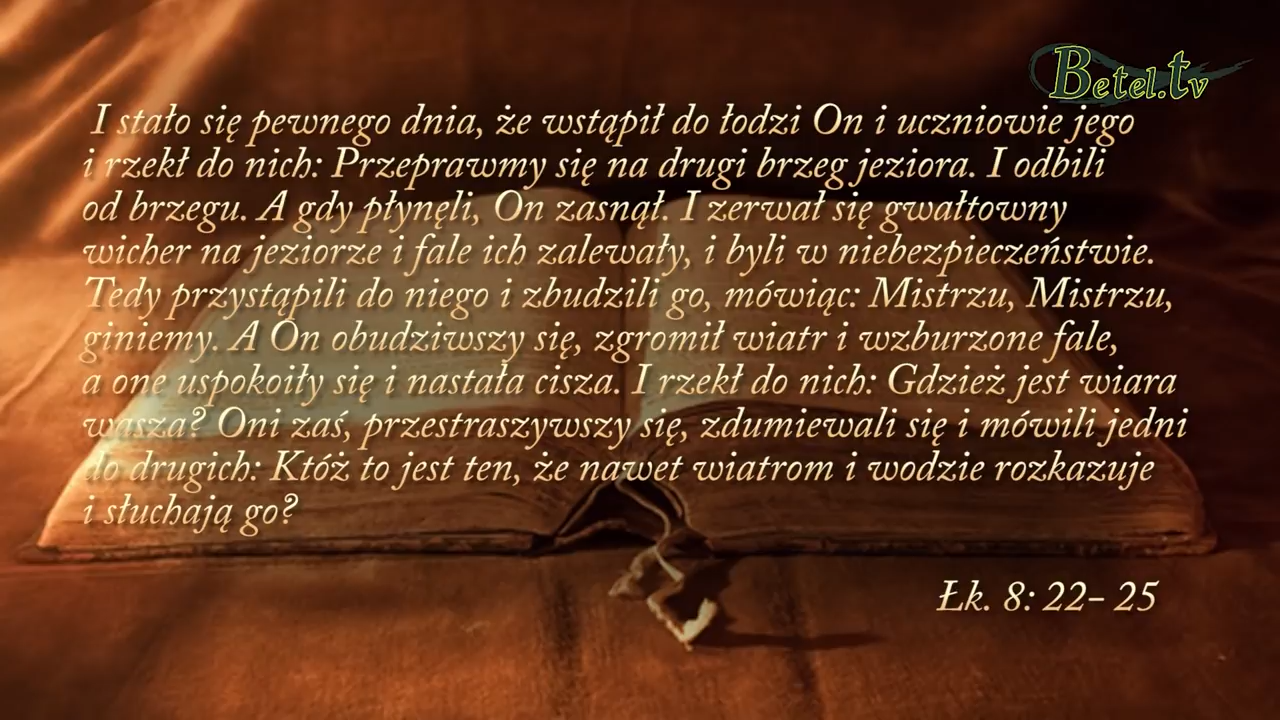 Betel.tv
I stało się pewnego dnia, że wstąpił do łodzi On i uczniowie jego
i rzekł do nich: Przeprawmy się na drugi brzeg jeziora. I odbili
od brzegu. A gdy płynęli, On zasnął. I zerwał się gwałtowny
wicher na jeziorze i fale ich zalewały, i byli w niebezpieczeństwie.
Tedy przystąpili do niego i zbudzili go, mówiąc: Mistrzu, Mistrzu,
giniemy. A On obudziwszy się, zgromił wiatr i wzburzone fale,
a one uspokoiły się i nastała cisza. I rzekł do nich: Gdzież jest wiara
wasza? Oni zaś, przestraszywszy się, zdumiewali się i mówili jedni
do drugich: Któż to jest ten, że nawet wiatrom i wodzie rozkazuje
i słuchają go?
Łk. 8: 22- 25